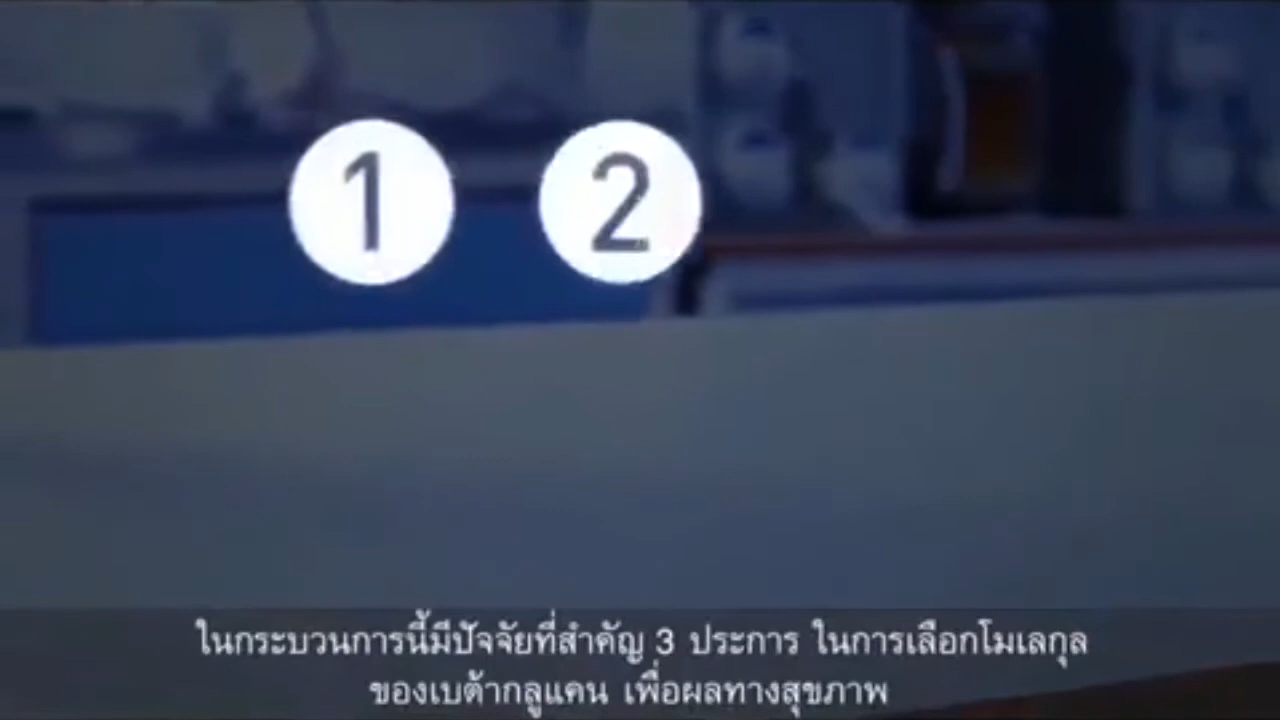 1 2
ในกระบวนการนี้มีปัจจัยที่สำคัญ 3 ประการ ในการเลือกโมเลกุล
ของเบต้ากลูแคน เพื่อผลทางสุขภาพ